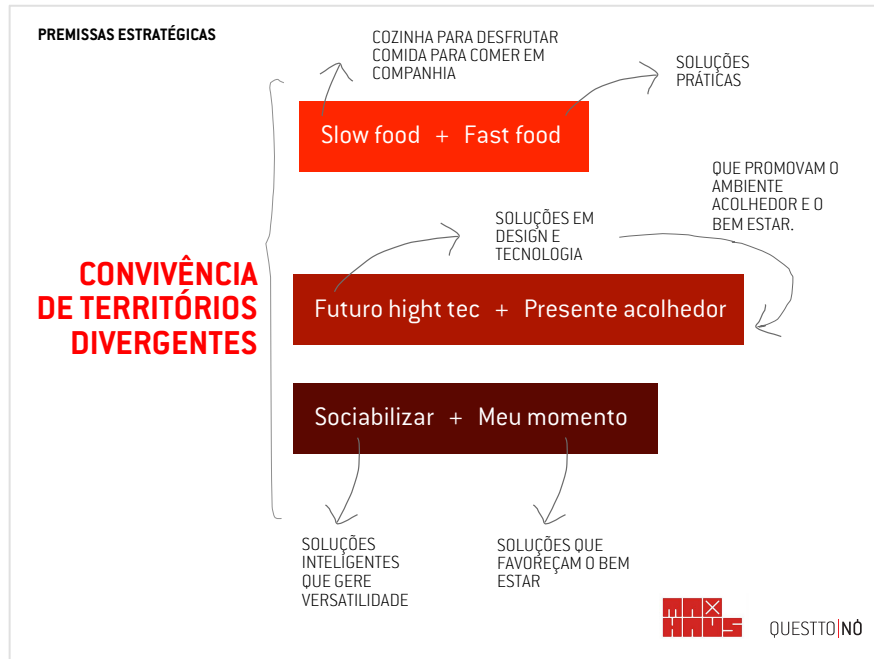 PREMISSAS ESTRATÉGICAS
COZINHA PARA DESFRUTAR
COMIDA PARA COMER EM
COMPANHIA
SOLUÇÕES
PRÁTICAS
Slow food + Fast food
QUE PROMOVAM O
AMBIENTE
ACOLHEDOR E O
BEM ESTAR.
SOLUÇÕES EM
DESIGN E
TECNOLOGIA
CONVIVÊNCIA
DE TERRITÓRIOS
DIVERGENTES
Futuro hight tec + Presente acolhedor
Sociabilizar + Meu momento
SOLUÇÕES
INTELIGENTES
QUE GERE
VERSATILIDADE
SOLUÇÕES QUE
FAVOREÇAM O BEM
ESTAR
MAX
HAUS
QUESTTO|NÓ